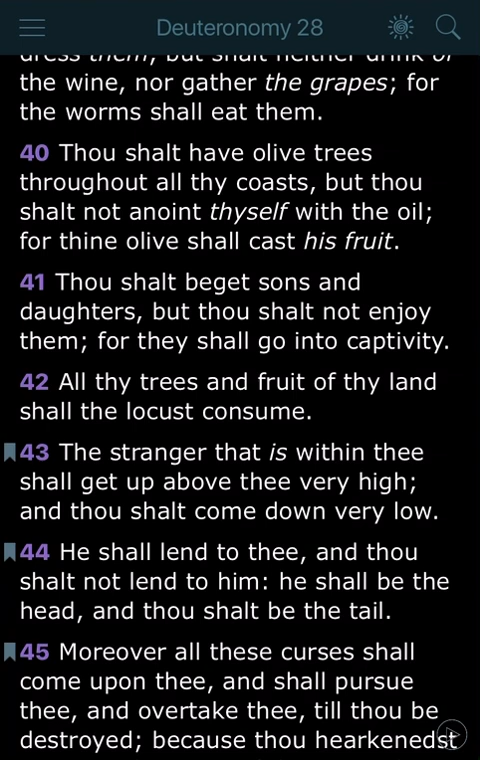 Deuteronomy 28
dress them, but shalt neither drink of
the wine, nor gather the grapes; for
the worms shall eat them.
40 Thou shalt have olive trees
throughout all thy coasts, but thou
shalt not anoint thyself with the oil;
for thine olive shall cast his fruit.
41 Thou shalt beget sons and
daughters, but thou shalt not enjoy
them; for they shall go into captivity.
42 All thy trees and fruit of thy land
shall the locust consume.
43 The stranger that is within thee
shall get up above thee very high;
and thou shalt come down very low.
44 He shall lend to thee, and thou
shalt not lend to him: he shall be the
head, and thou shalt be the tail.
45 Moreover all these curses shall
come upon thee, and shall pursue
thee, and overtake thee, till thou be
destroyed; because thou hearkenedst